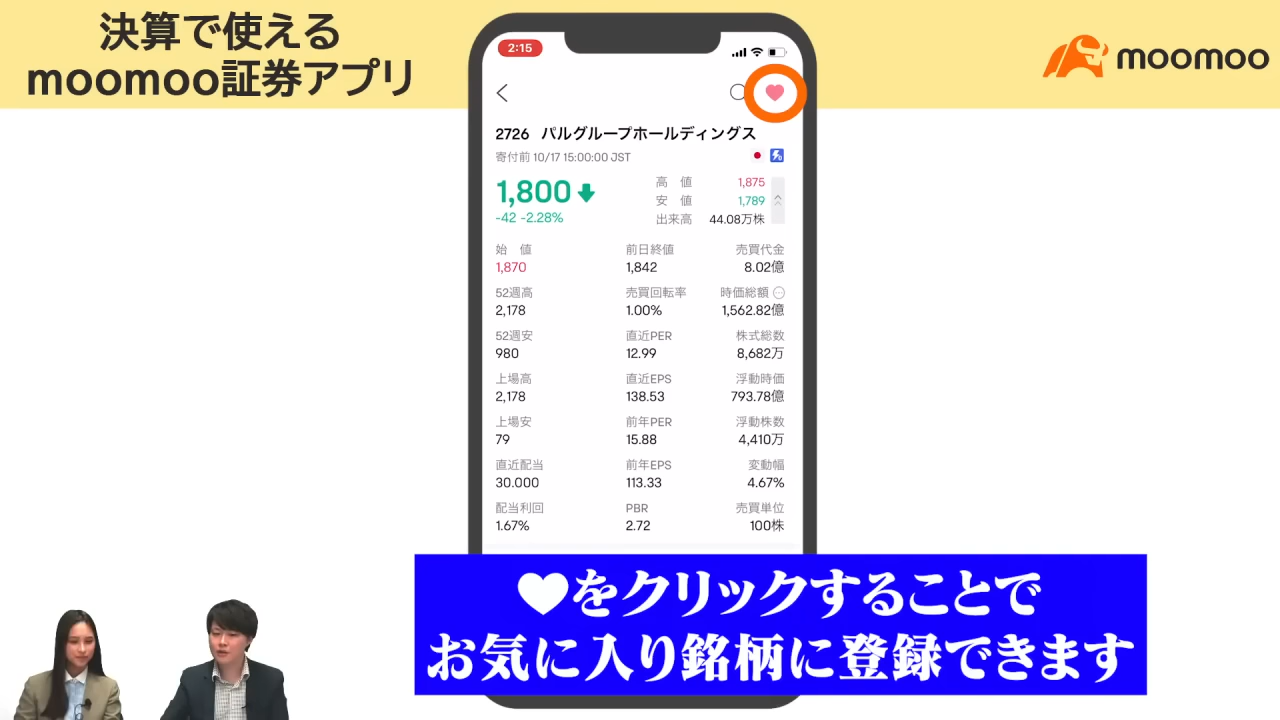 決算で使える
moomoo証券アプリ
moomoo
2:15
2726 パルグループホールディングス
寄付前 10/17 15:00:00 JST
1,800
-42 -2.28%
高 値 1,875
安 値 1,789
出来高 44.08万株
始 値 前日終値 売買代金
1,870 1,842 8.02億
52週高 売買回転率 時価総額
2,178 1.00% 1,562.82億
52週安 直近PER 株式総数
980 12.99 8,682万
上場高 直近EPS 浮動時価
2,178 138.53 793.78億
上場安 前年PER 浮動株数
79 15.88 4,410万
直近配当 前年EPS 変動幅
30.000 113.33 4.67%
配当利回 PBR 売買単位
1.67% 2.72 100株
♥をクリックすることで
お気に入り銘柄に登録できます